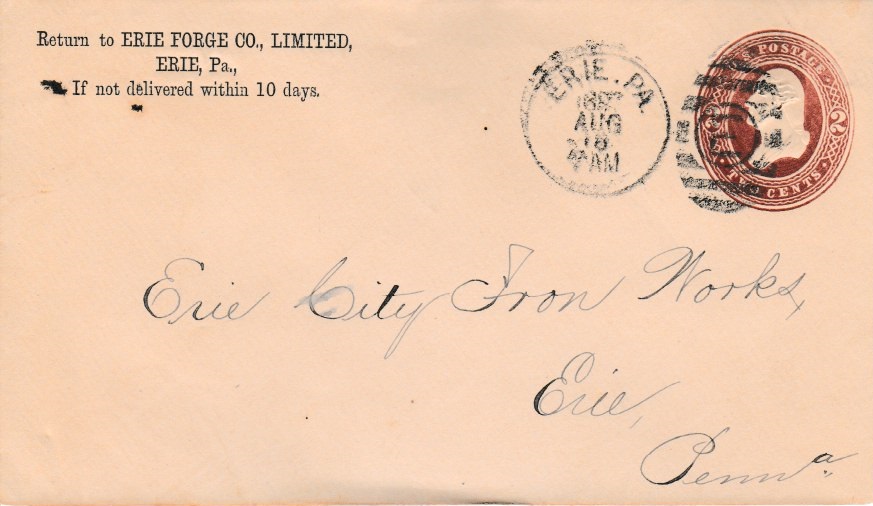 Return to ERIE FORGE CO., LIMITED,
ERIE, Pa.,
If not delivered within 10 days.
ERIE, PA.
AUG
18
AM
POSTAGE
2
TWO CENTS
Erie City Iron Works,
Erie,
Penna